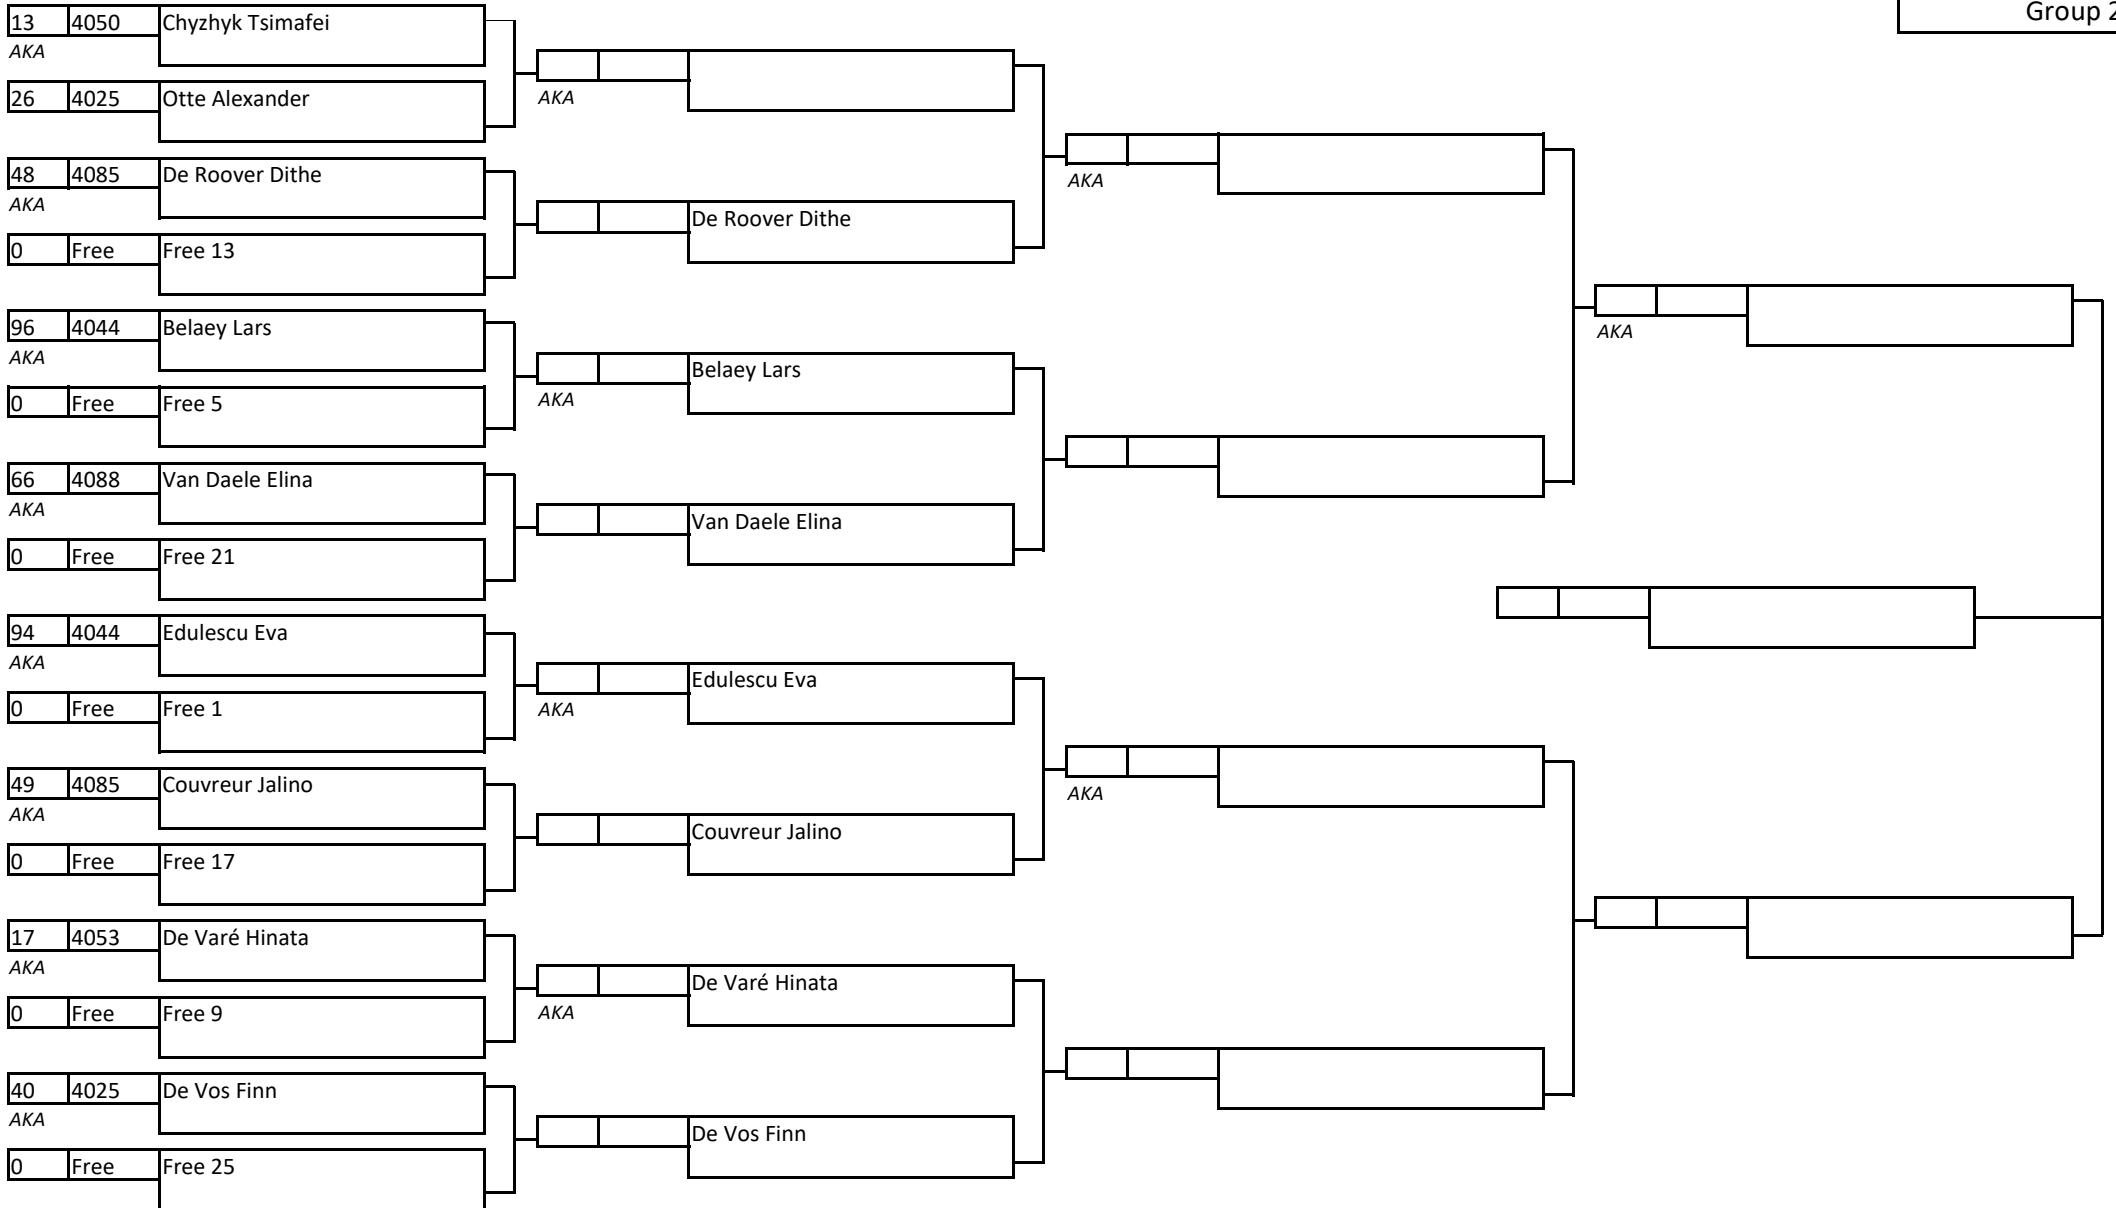 Group 2
13 4050 Chyzhyk Tsimafei
AKA
26 4025 Otte Alexander
AKA
48 4085 De Roover Dithe
AKA
AKA
De Roover Dithe
0 Free Free 13
96 4044 Belaey Lars
AKA
AKA
Belaey Lars
AKA
0 Free Free 5
66 4088 Van Daele Elina
AKA
Van Daele Elina
0 Free Free 21
94 4044 Edulescu Eva
AKA
Edulescu Eva
0 Free Free 1
AKA
49 4085 Couvreur Jalino
AKA
AKA
Couvreur Jalino
0 Free Free 17
17 4053 De Varé Hinata
AKA
De Varé Hinata
0 Free Free 9
AKA
40 4025 De Vos Finn
AKA
De Vos Finn
0 Free Free 25